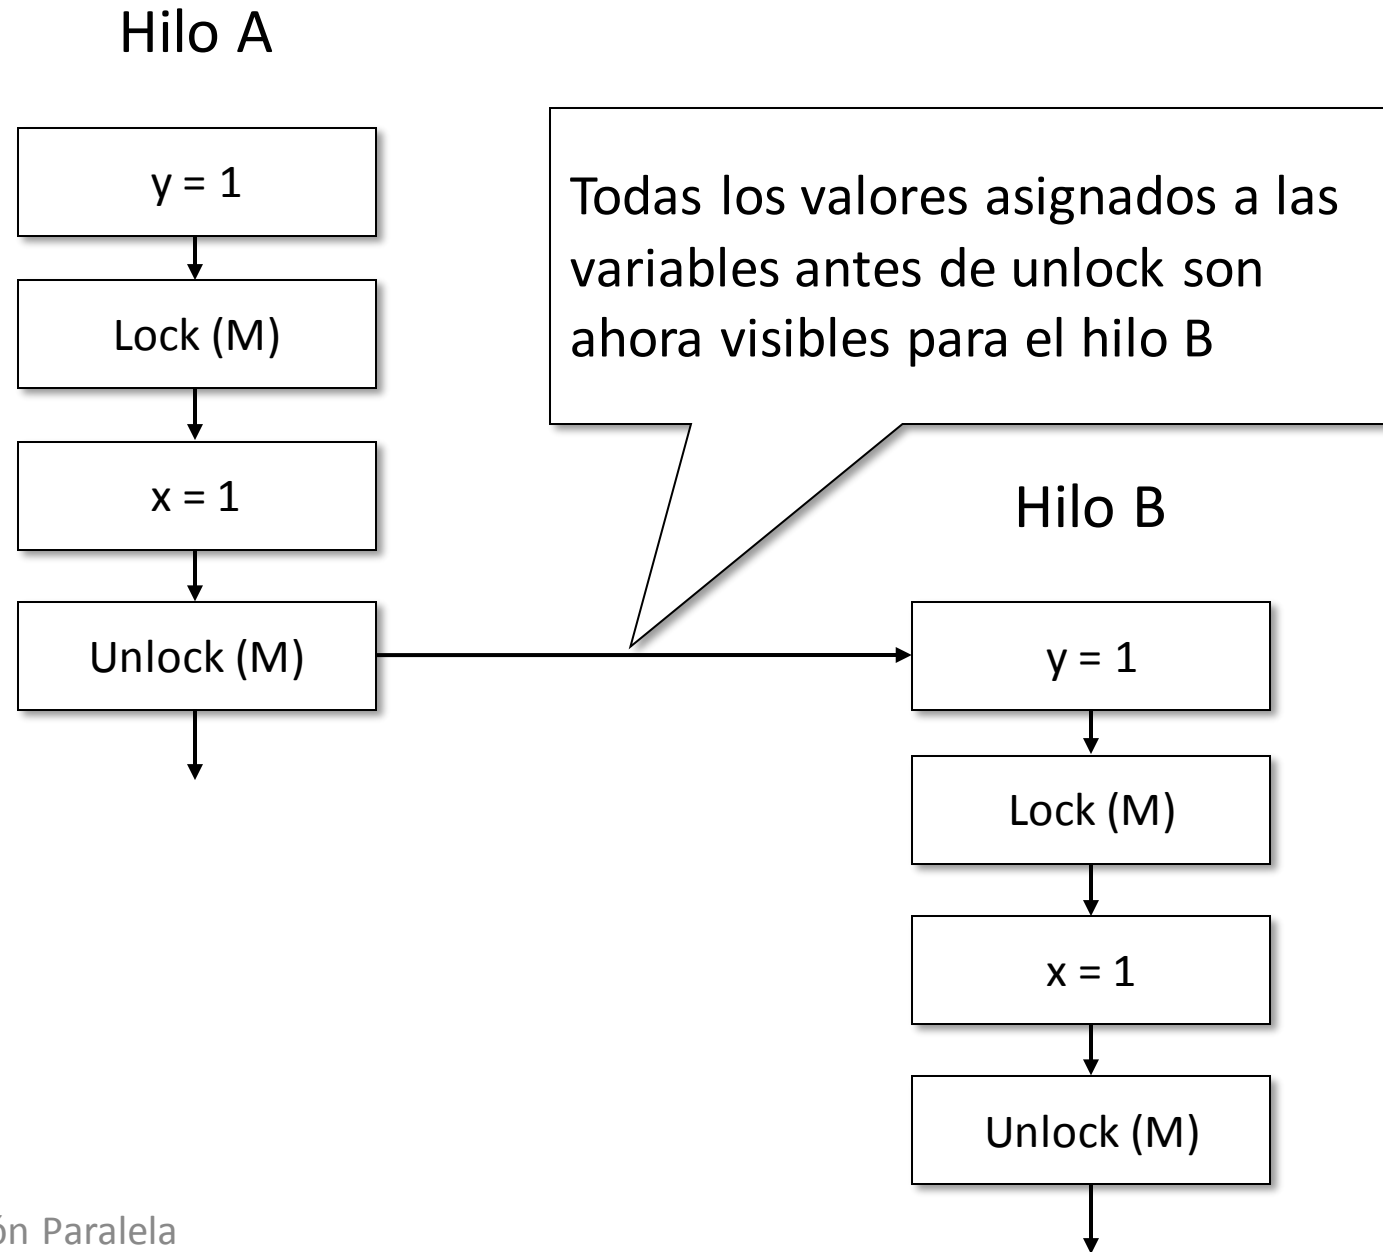 Hilo A
y = 1
Lock (M)
x = 1
Unlock (M)
Todas los valores asignados a las
variables antes de unlock son
ahora visibles para el hilo B
Hilo B
y = 1
Lock (M)
x = 1
Unlock (M)
ón Paralela